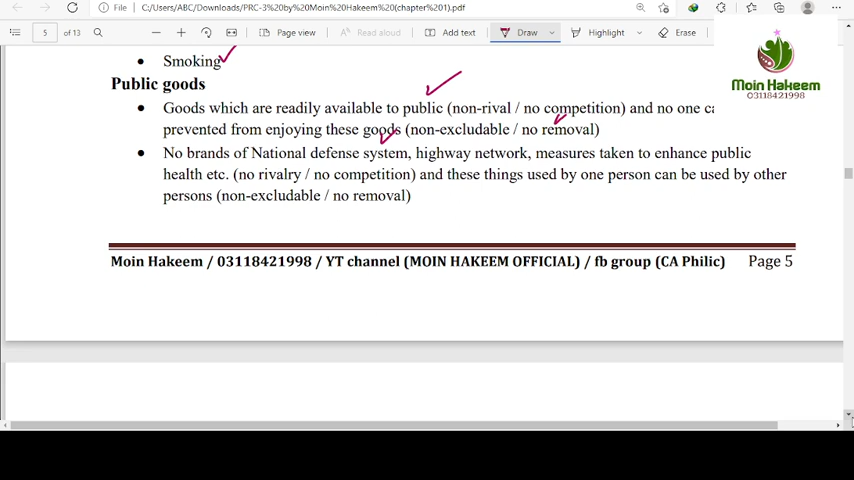 File
C:/Users/ABC/Downloads/PRC-3%20by%20Moin%20Hakeem%20(chapter%201).pdf
5 of 13
Page view
Read aloud
Add text
Draw
Highlight
Erase
Moin Hakeem
03118421998
• Smoking
Public goods
• Goods which are readily available to public (non-rival / no competition) and no one ca
prevented from enjoying these goods (non-excludable / no removal)
• No brands of National defense system, highway network, measures taken to enhance public
health etc. (no rivalry / no competition) and these things used by one person can be used by other
persons (non-excludable / no removal)
Moin Hakeem / 03118421998 / YT channel (MOIN HAKEEM OFFICIAL) / fb group (CA Philic) Page 5